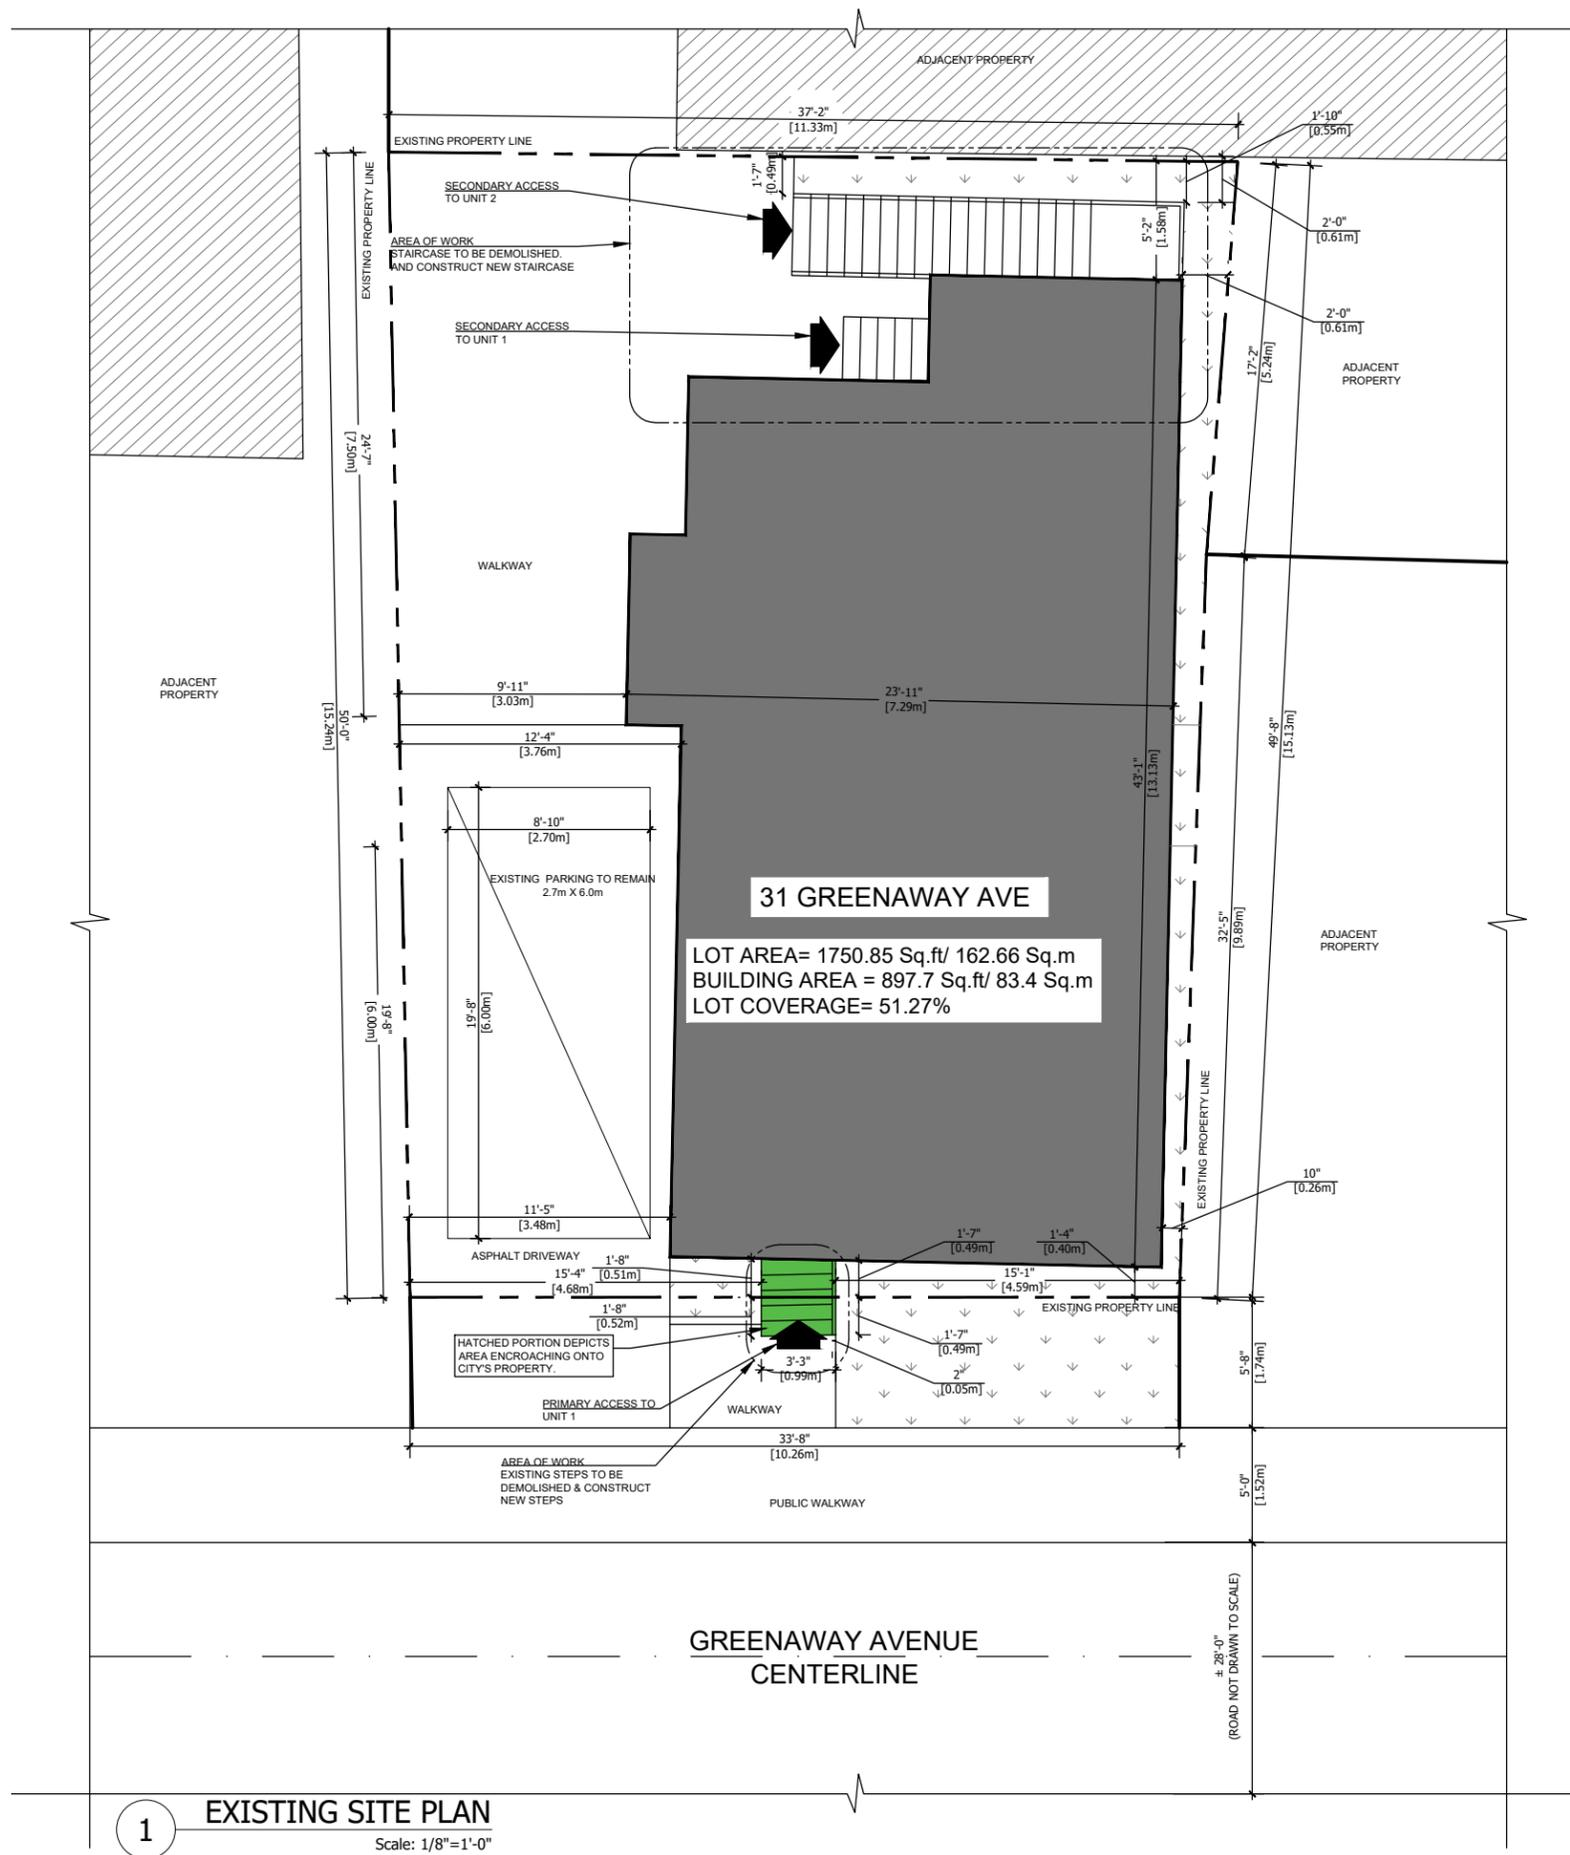 ADJACENT PROPERTY
37'-2"
[11.33m]
1'-10"
[0.55m]
EXISTING PROPERTY LINE
EXISTING PROPERTY LINE
1'-7"
[0.49m]
SECONDARY ACCESS
TO UNIT 2
5'-2"
[1.58m]
2'-0"
[0.61m]
AREA OF WORK
STAIRCASE TO BE DEMOLISHED.
AND CONSTRUCT NEW STAIRCASE
2'-0"
[0.61m]
SECONDARY ACCESS
TO UNIT 1
17'-2"
[5.24m]
ADJACENT
PROPERTY
24'-7"
[7.50m]
WALKWAY
ADJACENT
PROPERTY
9'-11"
[3.03m]
23'-11"
[7.29m]
50'-0"
[15.24m]
12'-4"
[3.76m]
49'-8"
[15.13m]
43'-1"
[13.13m]
8'-10"
[2.70m]
EXISTING PARKING TO REMAIN
2.7m X 6.0m
31 GREENAWAY AVE
32'-5"
[9.89m]
ADJACENT
PROPERTY
LOT AREA= 1750.85 Sq.ft/ 162.66 Sq.m
BUILDING AREA = 897.7 Sq.ft/ 83.4 Sq.m
LOT COVERAGE= 51.27%
19'-8"
[6.00m]
19'-8"
[6.00m]
EXISTING PROPERTY LINE
10"
[0.26m]
11'-5"
[3.48m]
ASPHALT DRIVEWAY
1'-7"
[0.49m]
1'-4"
[0.40m]
1'-8"
[0.51m]
15'-4"
[4.68m]
15'-1"
[4.59m]
EXISTING PROPERTY LINE
1'-8"
[0.52m]
HATCHED PORTION DEPICTS
AREA ENCROACHING ONTO
CITY'S PROPERTY.
1'-7"
[0.49m]
3'-3"
[0.99m]
2"
[0.05m]
5'-8"
[1.74m]
PRIMARY ACCESS TO
UNIT 1
WALKWAY
33'-8"
[10.26m]
AREA OF WORK
EXISTING STEPS TO BE
DEMOLISHED & CONSTRUCT
NEW STEPS
PUBLIC WALKWAY
5'-0"
[1.52m]
GREENAWAY AVENUE
CENTERLINE
± 28'-0"
(ROAD NOT DRAWN TO SCALE)
1
EXISTING SITE PLAN
Scale: 1/8"=1'-0"